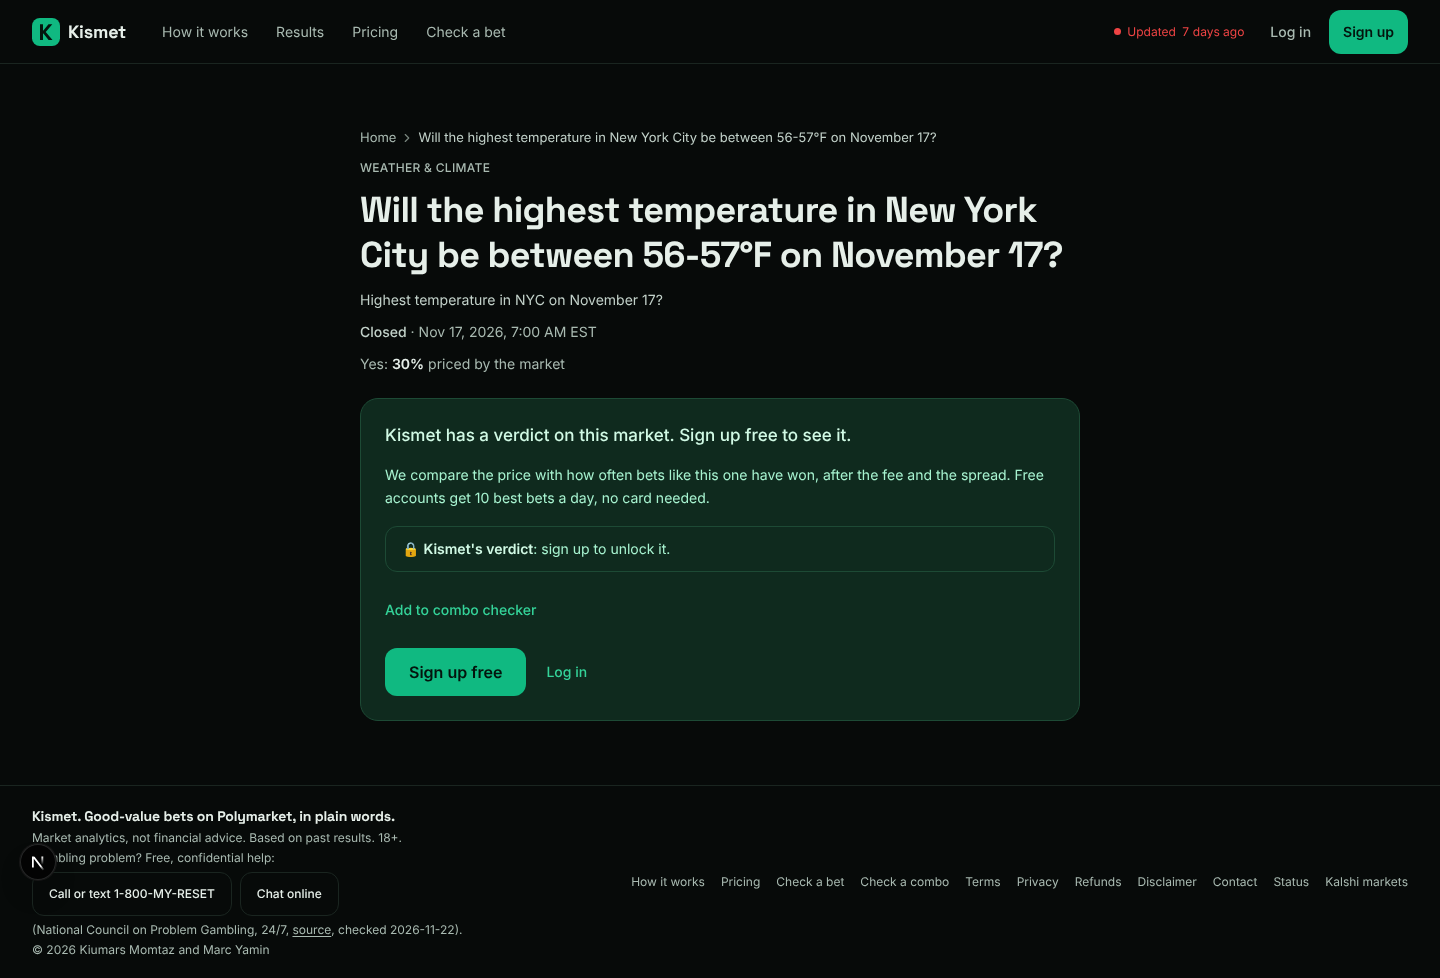 Kismet
How it works
Results
Pricing
Check a bet
Updated 7 days ago
Log in
Sign up
Home > Will the highest temperature in New York City be between 56-57°F on November 17?
WEATHER & CLIMATE
Will the highest temperature in New York
City be between 56-57°F on November 17?
Highest temperature in NYC on November 17?
Closed · Nov 17, 2026, 7:00 AM EST
Yes: 30% priced by the market
Kismet has a verdict on this market. Sign up free to see it.
We compare the price with how often bets like this one have won, after the fee and the spread. Free
accounts get 10 best bets a day, no card needed.
🔒 Kismet's verdict: sign up to unlock it.
Add to combo checker
Sign up free
Log in
Kismet. Good-value bets on Polymarket, in plain words.
Market analytics, not financial advice. Based on past results. 18+.
bling problem? Free, confidential help:
N
Call or text 1-800-MY-RESET
Chat online
(National Council on Problem Gambling, 24/7, source, checked 2026-11-22).
© 2026 Kiumars Momtaz and Marc Yamin
How it works
Pricing
Check a bet
Check a combo
Terms
Privacy
Refunds
Disclaimer
Contact
Status
Kalshi markets